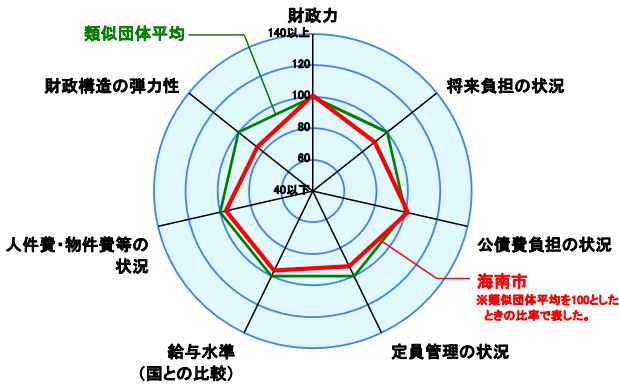 財政力
140以上
類似団体平均
120
財政構造の弾力性
将来負担の状況
100
80
60
40以下
人件費・物件費等の
状況
公債費負担の状況
海南市
※類似団体平均を100とした
ときの比率で表した。
給与水準
(国との比較)
定員管理の状況